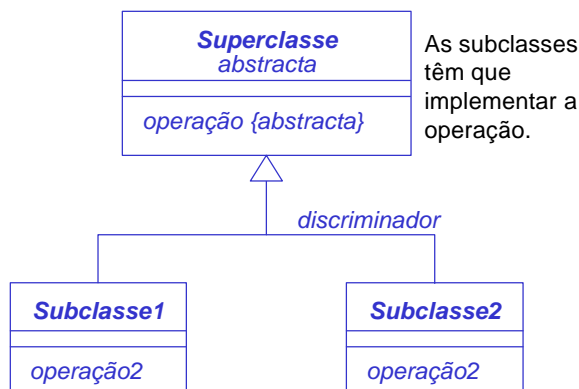 Superclasse
abstracta
operação {abstracta}
As subclasses
têm que
implementar a
operação.
discriminador
Subclasse1
operação2
Subclasse2
operação2